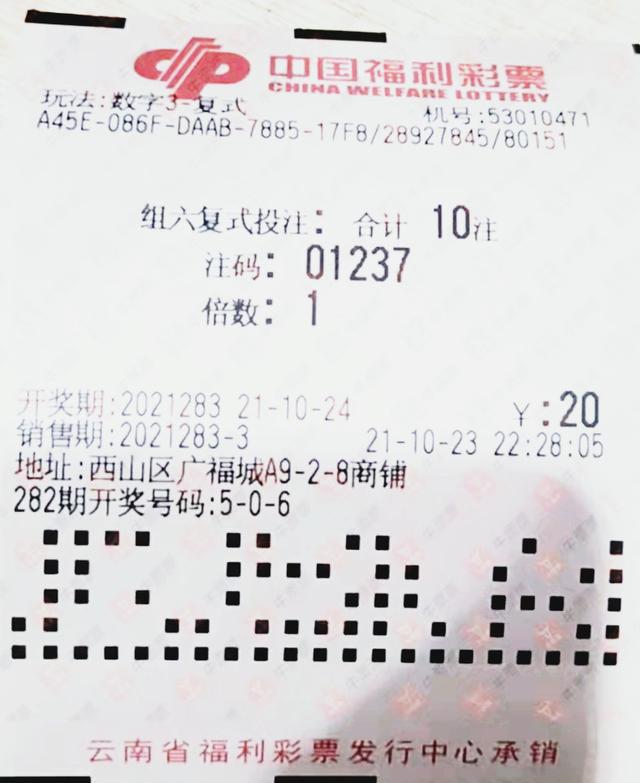 中国福利彩票
CHINA WELFARE LOTTERY
玩法:数字3-复式 机号:53010471
A45E-086F-DAAB-7885-17F8/28927845/80151
组六复式投注: 合计 10注
注码: 01237
倍数: 1
开奖期:2021283 21-10-24 ¥:20
销售期:2021283-3 21-10-23 22:28:05
地址:西山区广福城A9-2-8商铺
282期开奖号码:5-0-6
云南省福利彩票发行中心承销